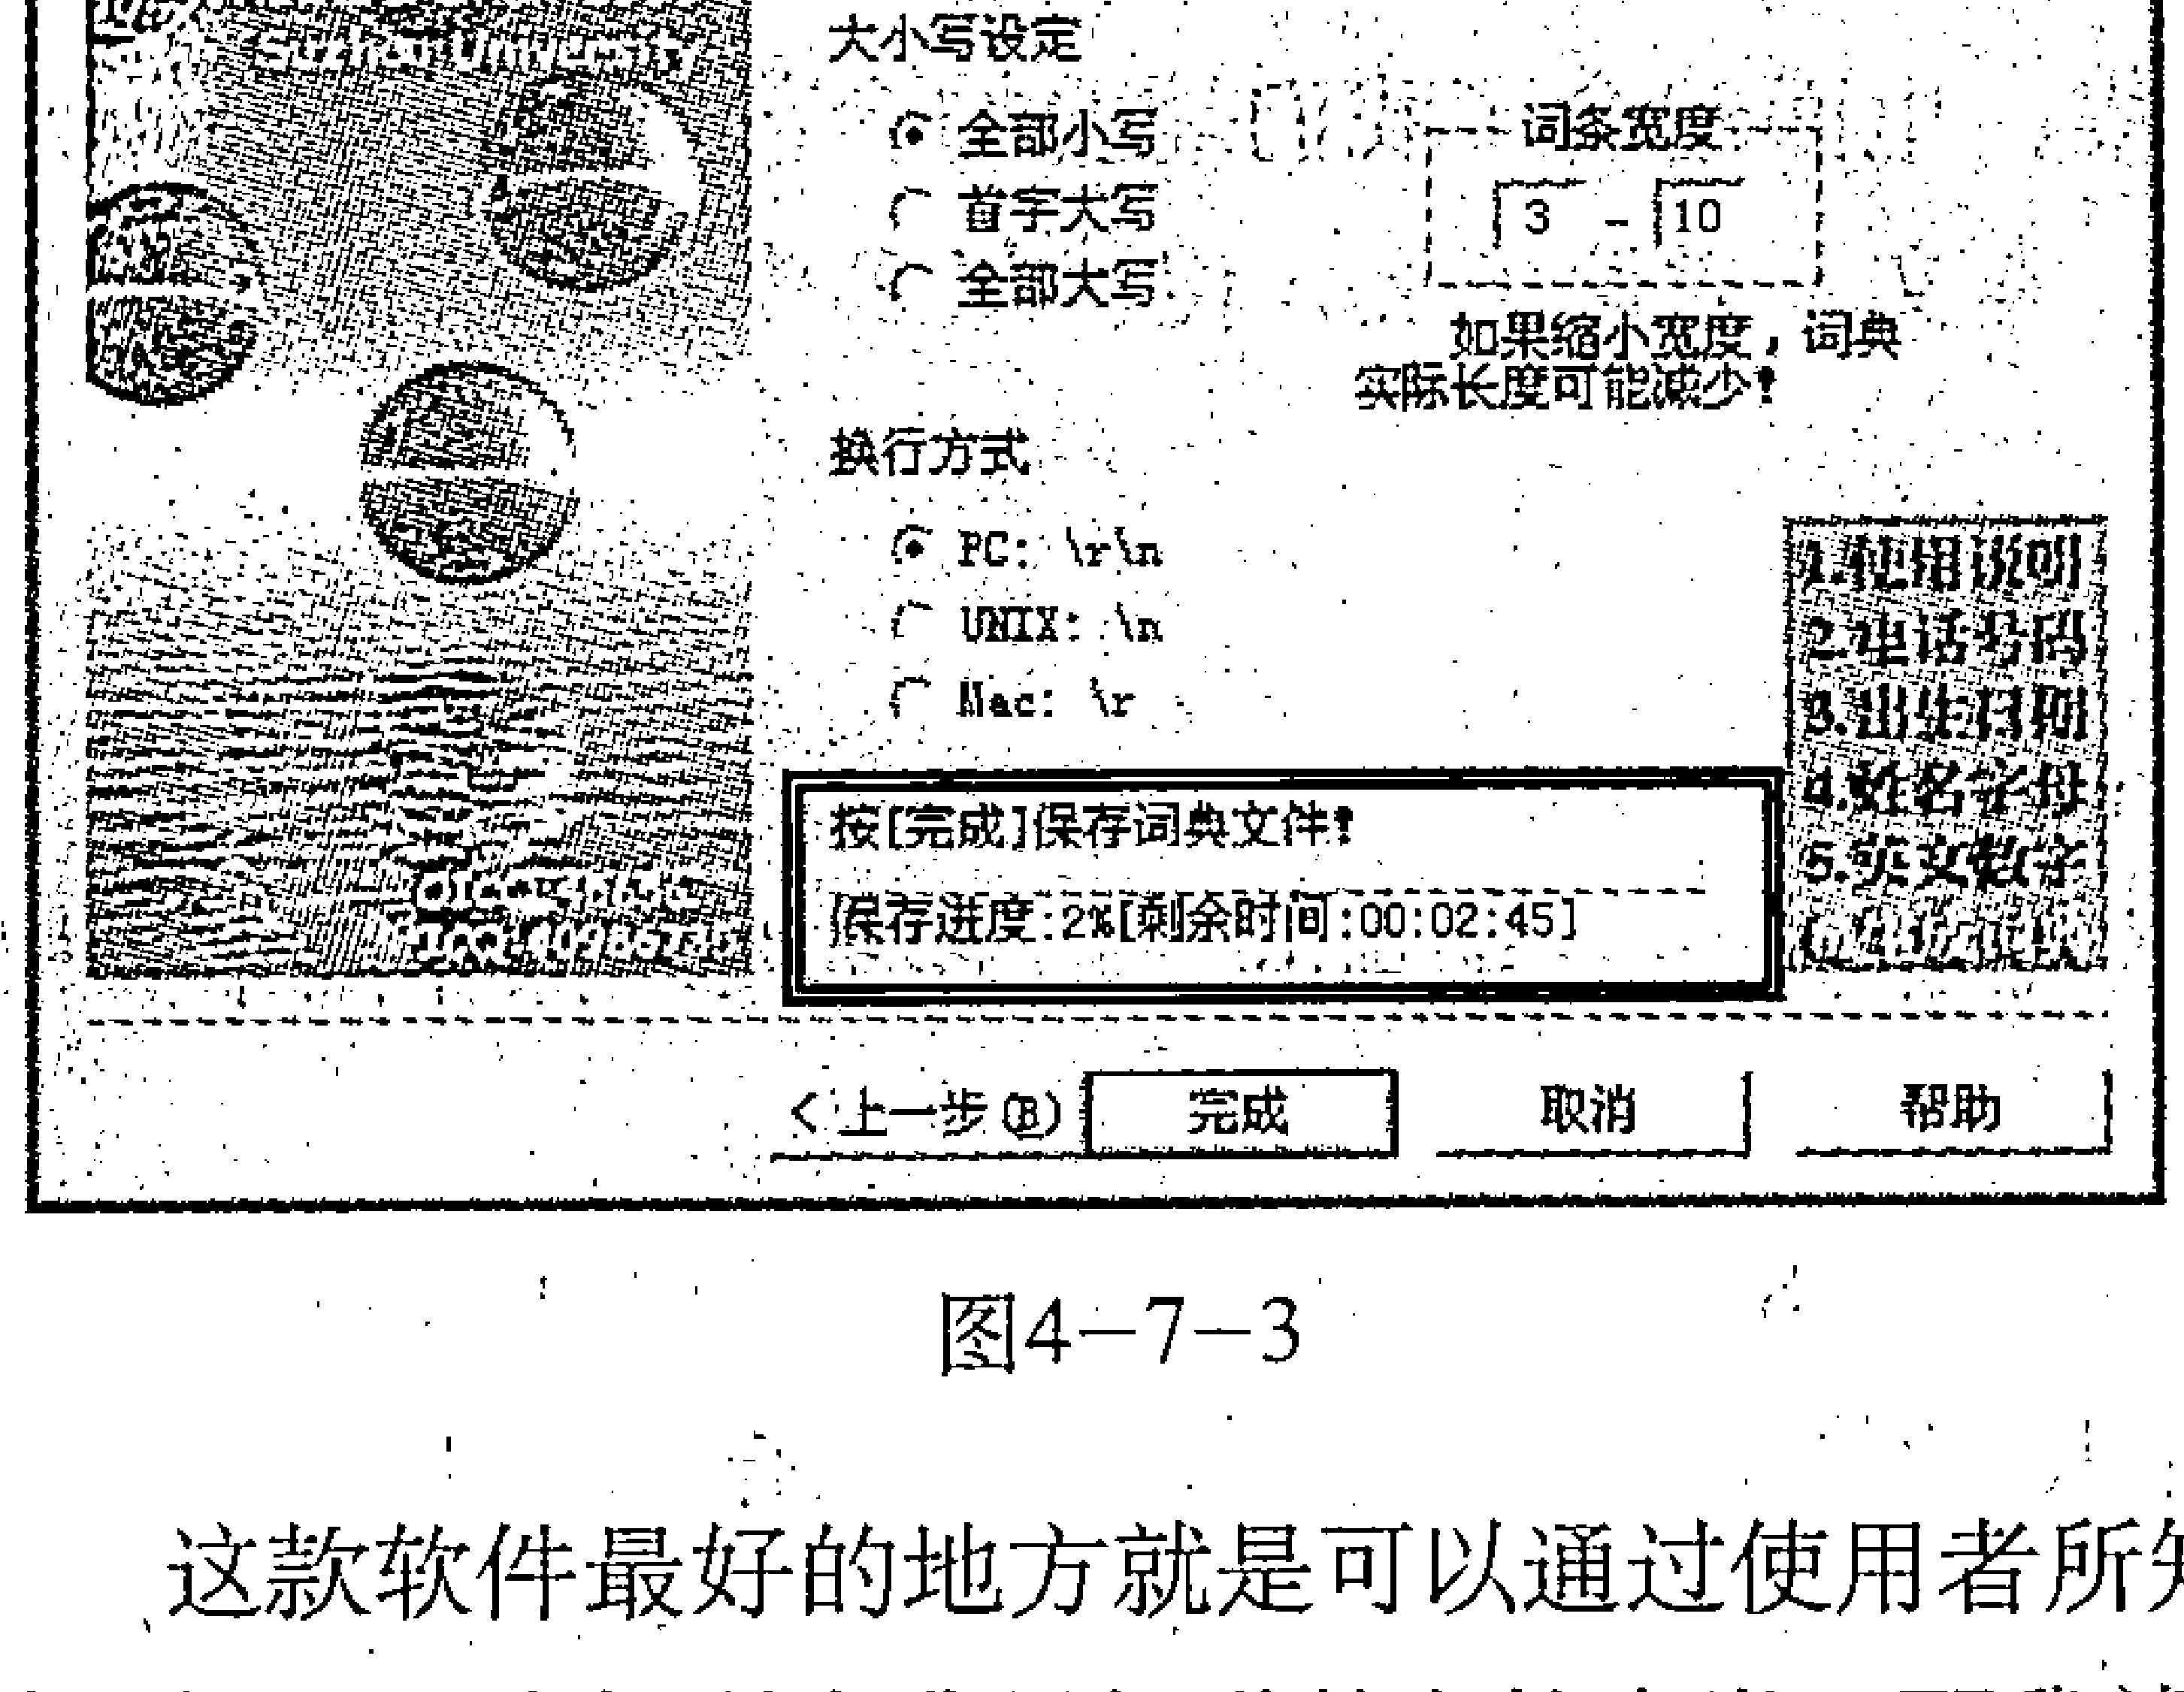 大小写设定
全部小写
首字大写
全部大写
词条宽度
3 - 10
如果缩小宽度，词典
实际长度可能减少！
换行方式
PC: \r\n
UNIX: \n
Mac: \r
1.使用说明
2.电话号码
3.出生日期
4.姓名字母
5.英文数字
按[完成]保存词典文件！
保存进度:2%[剩余时间:00:02:45]
<上一步(B)
完成
取消
帮助
图4-7-3
这款软件最好的地方就是可以通过使用者所知